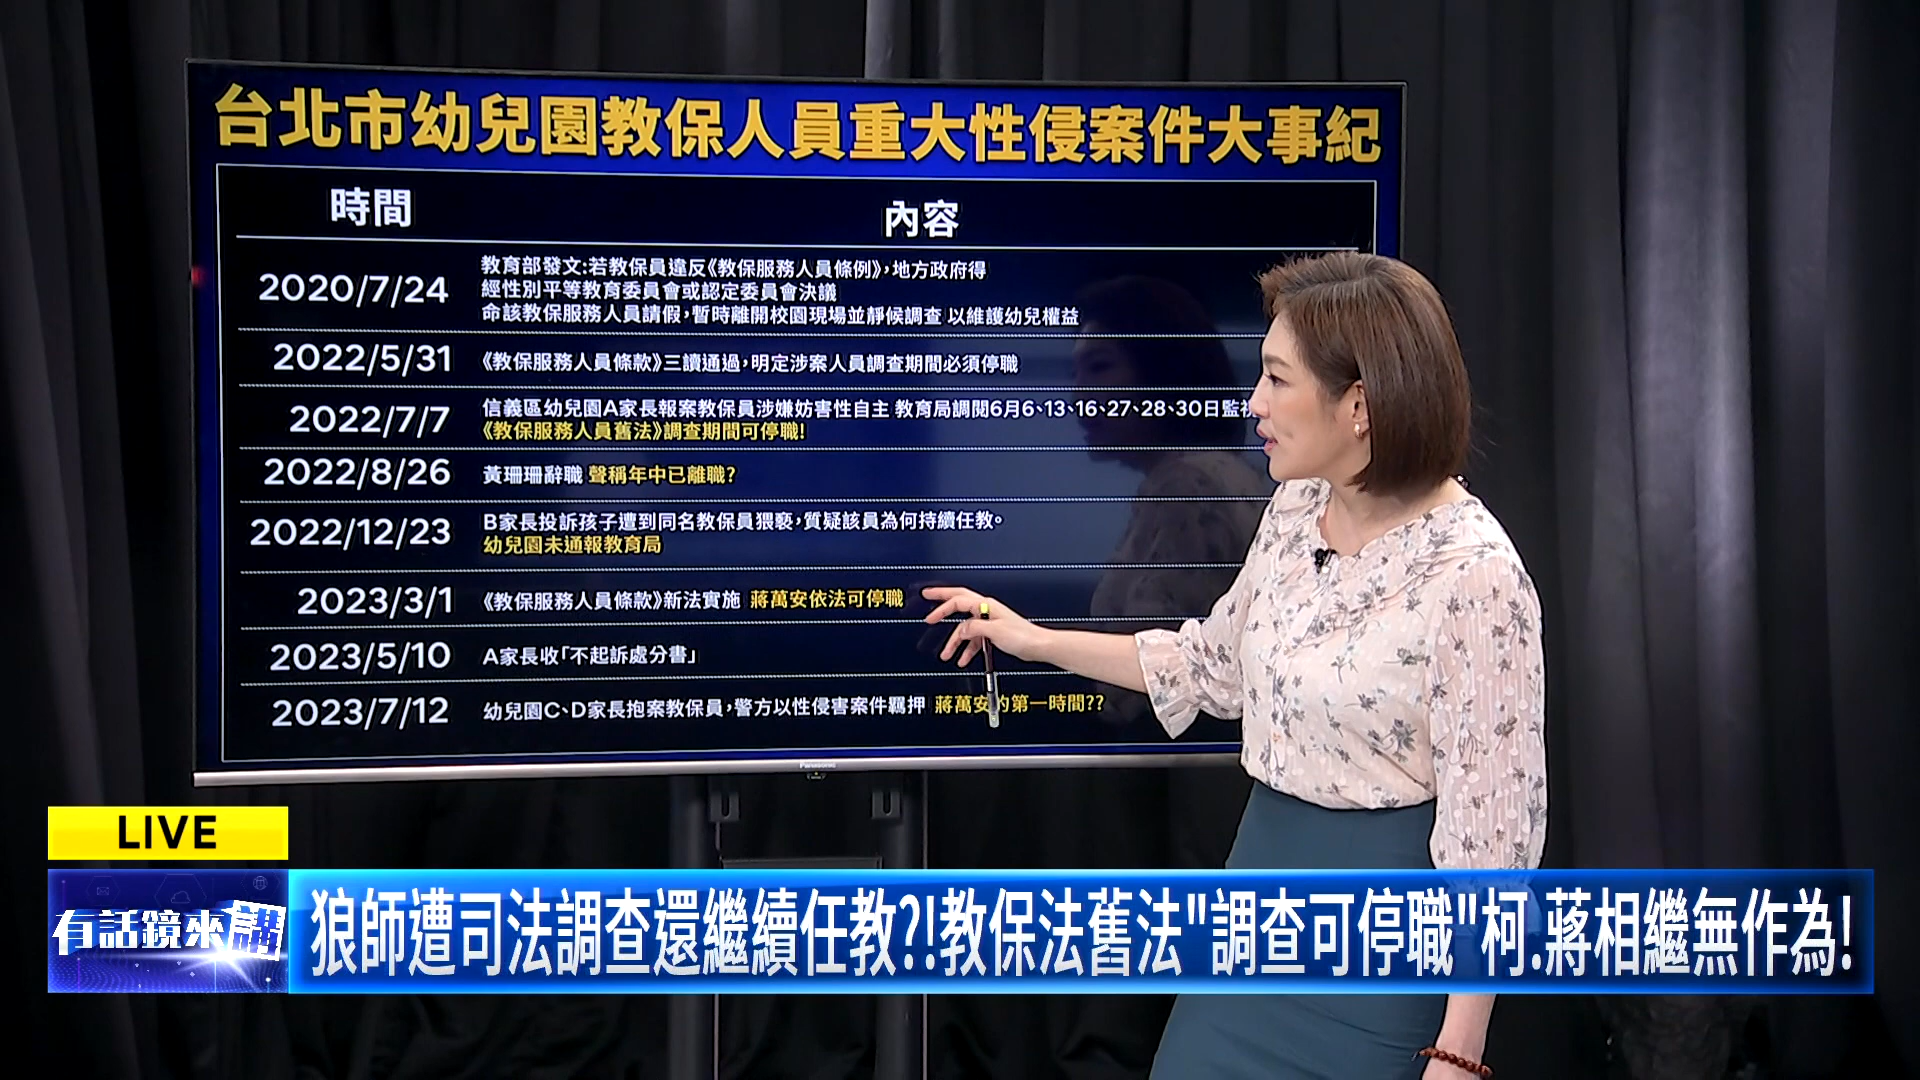 台北市幼兒園教保人員重大性侵案件大事紀
時間 內容
2020/7/24 教育部發文:若教保員違反《教保服務人員條例》,地方政府得
經性別平等教育委員會或認定委員會決議
命該教保服務人員請假,暫時離開校園現場並靜候調查 以維護幼兒權益
2022/5/31 《教保服務人員條款》三讀通過,明定涉案人員調查期間必須停職
2022/7/7 信義區幼兒園A家長報案教保員涉嫌妨害性自主 教育局調閱6月6、13、16、27、28、30日監視
《教保服務人員舊法》調查期間可停職!
2022/8/26 黃珊珊辭職 聲稱年中已離職?
2022/12/23 B家長投訴孩子遭到同名教保員猥褻,質疑該員為何持續任教。
幼兒園未通報教育局
2023/3/1 《教保服務人員條款》新法實施 蔣萬安依法可停職
2023/5/10 A家長收「不起訴處分書」
2023/7/12 幼兒園C、D家長抱案教保員,警方以性侵害案件羈押 蔣萬安的第一時間??
Panasonic
LIVE
有話鏡來講
狼師遭司法調查還繼續任教?!教保法舊法"調查可停職"柯.蔣相繼無作為!